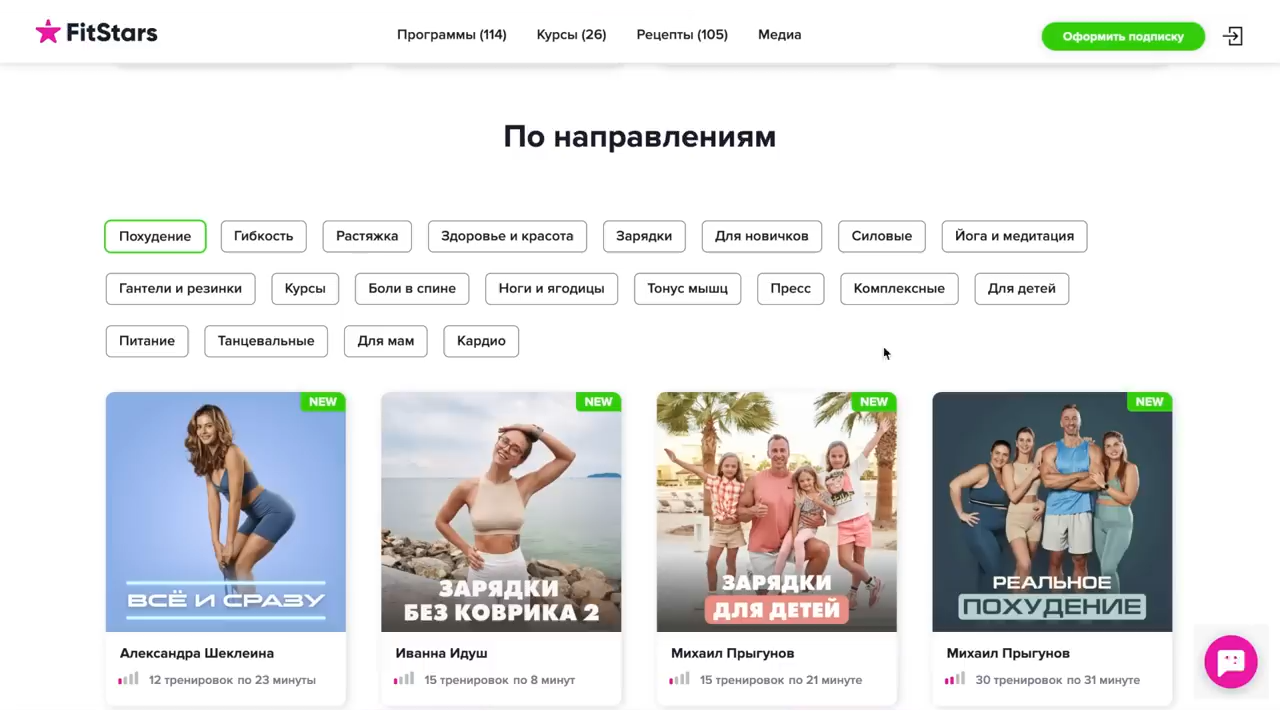 FitStars
Программы (114) Курсы (26) Рецепты (105) Медиа
Оформить подписку
По направлениям
Похудение Гибкость Растяжка Здоровье и красота Зарядки Для новичков Силовые Йога и медитация
Гантели и резинки Курсы Боли в спине Ноги и ягодицы Тонус мышц Пресс Комплексные Для детей
Питание Танцевальные Для мам Кардио
NEW
ВСЁ И СРАЗУ
Александра Шеклеина
12 тренировок по 23 минуты
NEW
ЗАРЯДКИ
БЕЗ КОВРИКА 2
Иванна Идуш
15 тренировок по 8 минут
NEW
ЗАРЯДКИ
ДЛЯ ДЕТЕЙ
Михаил Прыгунов
15 тренировок по 21 минуте
NEW
РЕАЛЬНОЕ
ПОХУДЕНИЕ
Михаил Прыгунов
30 тренировок по 31 минуте